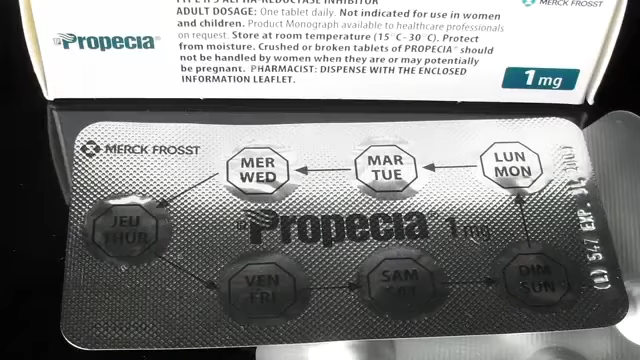 TYPE II 5 ALPHA-REDUCTASE INHIBITOR
MERCK FROSST
ADULT DOSAGE: One tablet daily. Not indicated for use in women
and children. Product Monograph available to healthcare professionals
on request. Store at room temperature (15°C-30°C). Protect
from moisture. Crushed or broken tablets of PROPECIA® should
not be handled by women when they are or may potentially
be pregnant. PHARMACIST: DISPENSE WITH THE ENCLOSED
INFORMATION LEAFLET.
Pr Propecia®
1 mg
MERCK FROSST
MER
WED
MAR
TUE
LUN
MON
JEU
THUR
Pr Propecia® 1 mg
VEN
FRI
SAM
SAT
DIM
SUN
(L) 547 EXP.